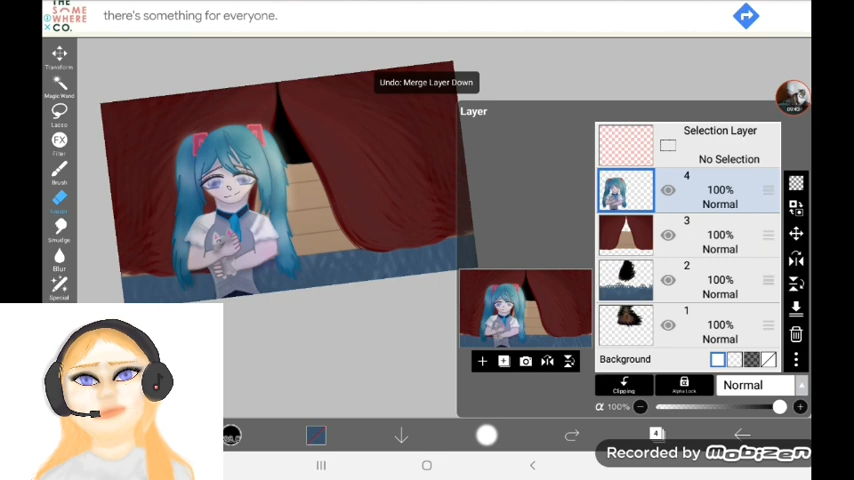 THE
SOME
WHERE
CO.
there's something for everyone.
Transform
Magic Wand
Lasso
FX
Filter
Brush
Eraser
Smudge
Blur
Special
Undo: Merge Layer Down
Layer
Selection Layer
No Selection
4
100%
Normal
3
100%
Normal
2
100%
Normal
1
100%
Normal
Background
Clipping
Alpha Lock
Normal
α 100%
4
Recorded by mobizen